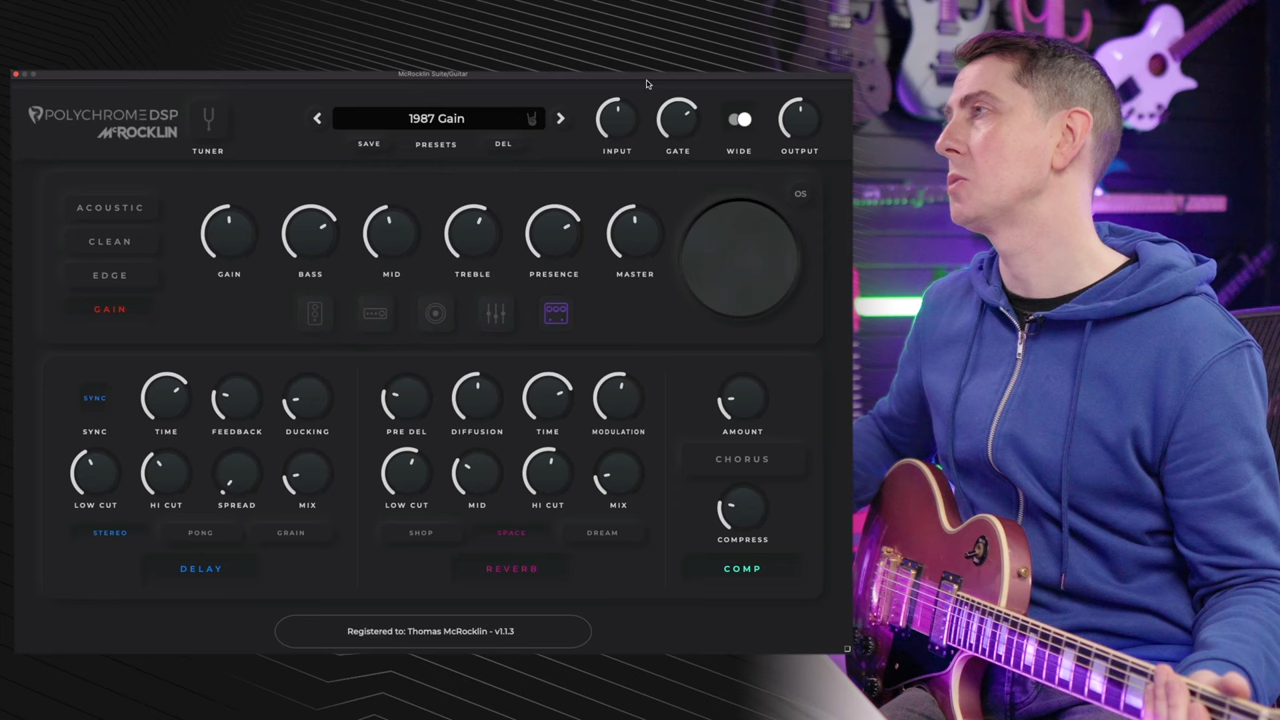 McRocklin Suite/Guitar
POLYCHROMEDSP
McROCKLIN
TUNER
1987 Gain
SAVE
PRESETS
DEL
INPUT
GATE
WIDE
OUTPUT
OS
ACOUSTIC
CLEAN
EDGE
GAIN
GAIN
BASS
MID
TREBLE
PRESENCE
MASTER
SYNC
SYNC
TIME
FEEDBACK
DUCKING
LOW CUT
HI CUT
SPREAD
MIX
STEREO
PONG
GRAIN
DELAY
PRE DEL
DIFFUSION
TIME
MODULATION
LOW CUT
MID
HI CUT
MIX
SHOP
SPACE
DREAM
REVERB
AMOUNT
CHORUS
COMPRESS
COMP
Registered to: Thomas McRocklin - v1.1.3